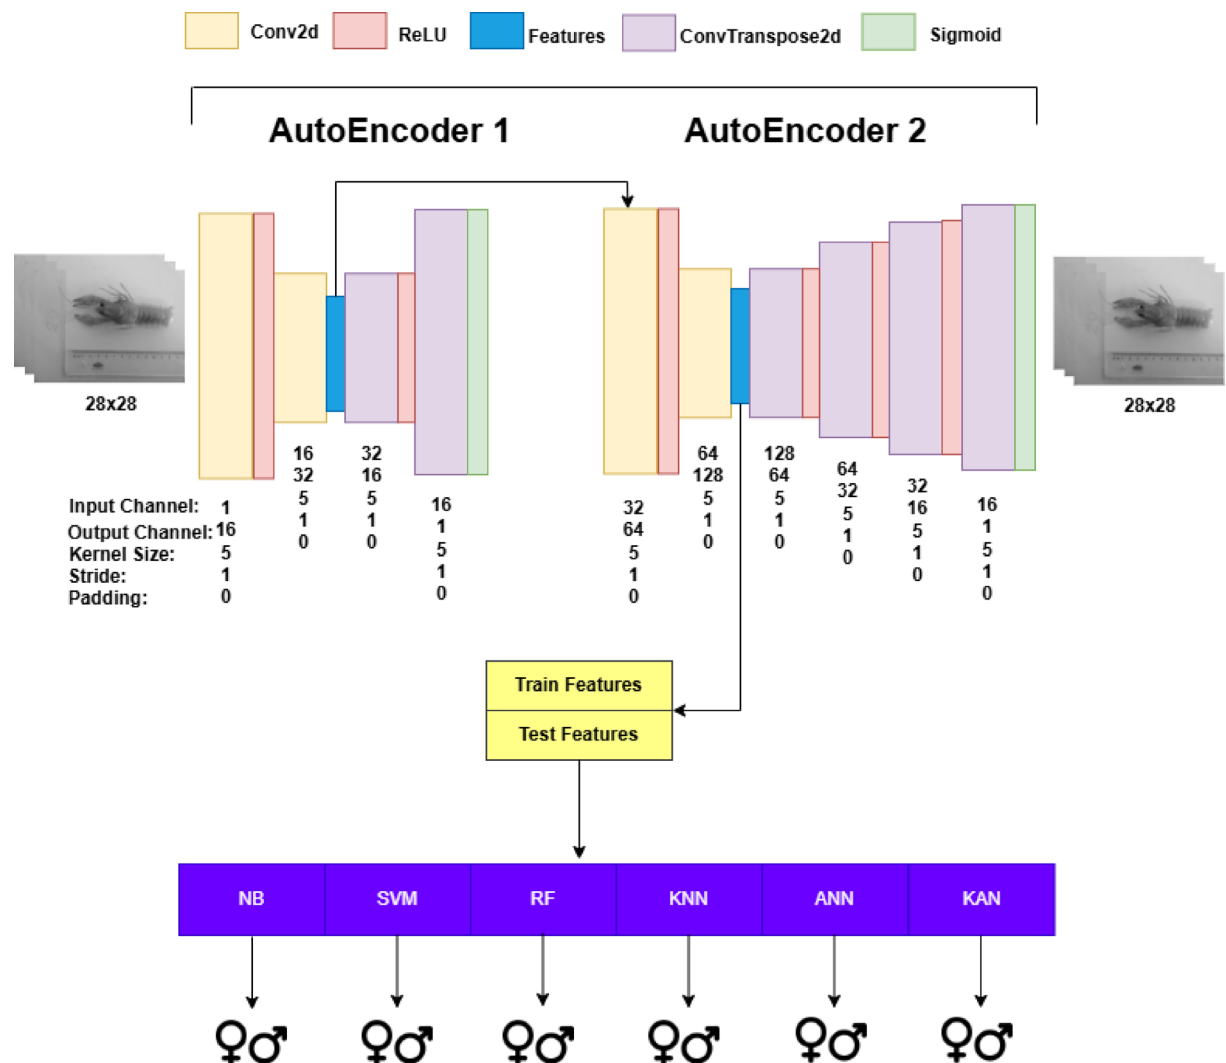 Conv2d ReLU Features ConvTranspose2d Sigmoid
AutoEncoder 1 AutoEncoder 2
28x28 28x28
16 32 64 128
32 16 128 64 64 32
5 5 5 5 32 16
Input Channel: 1 1 1 16 32 1 1 5 5 16
Output Channel: 16 0 0 1 64 0 0 1 1 1
Kernel Size: 5 5 5 0 0 5
Stride: 1 1 1 1
Padding: 0 0 0 0
Train Features
Test Features
NB SVM RF KNN ANN KAN
♀♂ ♀♂ ♀♂ ♀♂ ♀♂ ♀♂